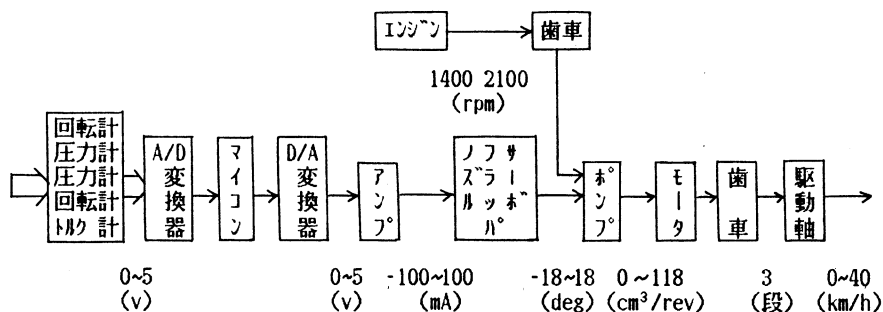 エンジン
歯車
1400 2100
(rpm)
回転計
圧力計
圧力計
回転計
トルク計
A/D
変換器
マイコン
D/A
変換器
アンプ
ノズル
フラッパ
サーボ
ポンプ
モータ
歯車
駆動軸
0~5
(v)
0~5
(v)
-100~100
(mA)
-18~18
(deg)
0~118
(cm³/rev)
3
(段)
0~40
(km/h)